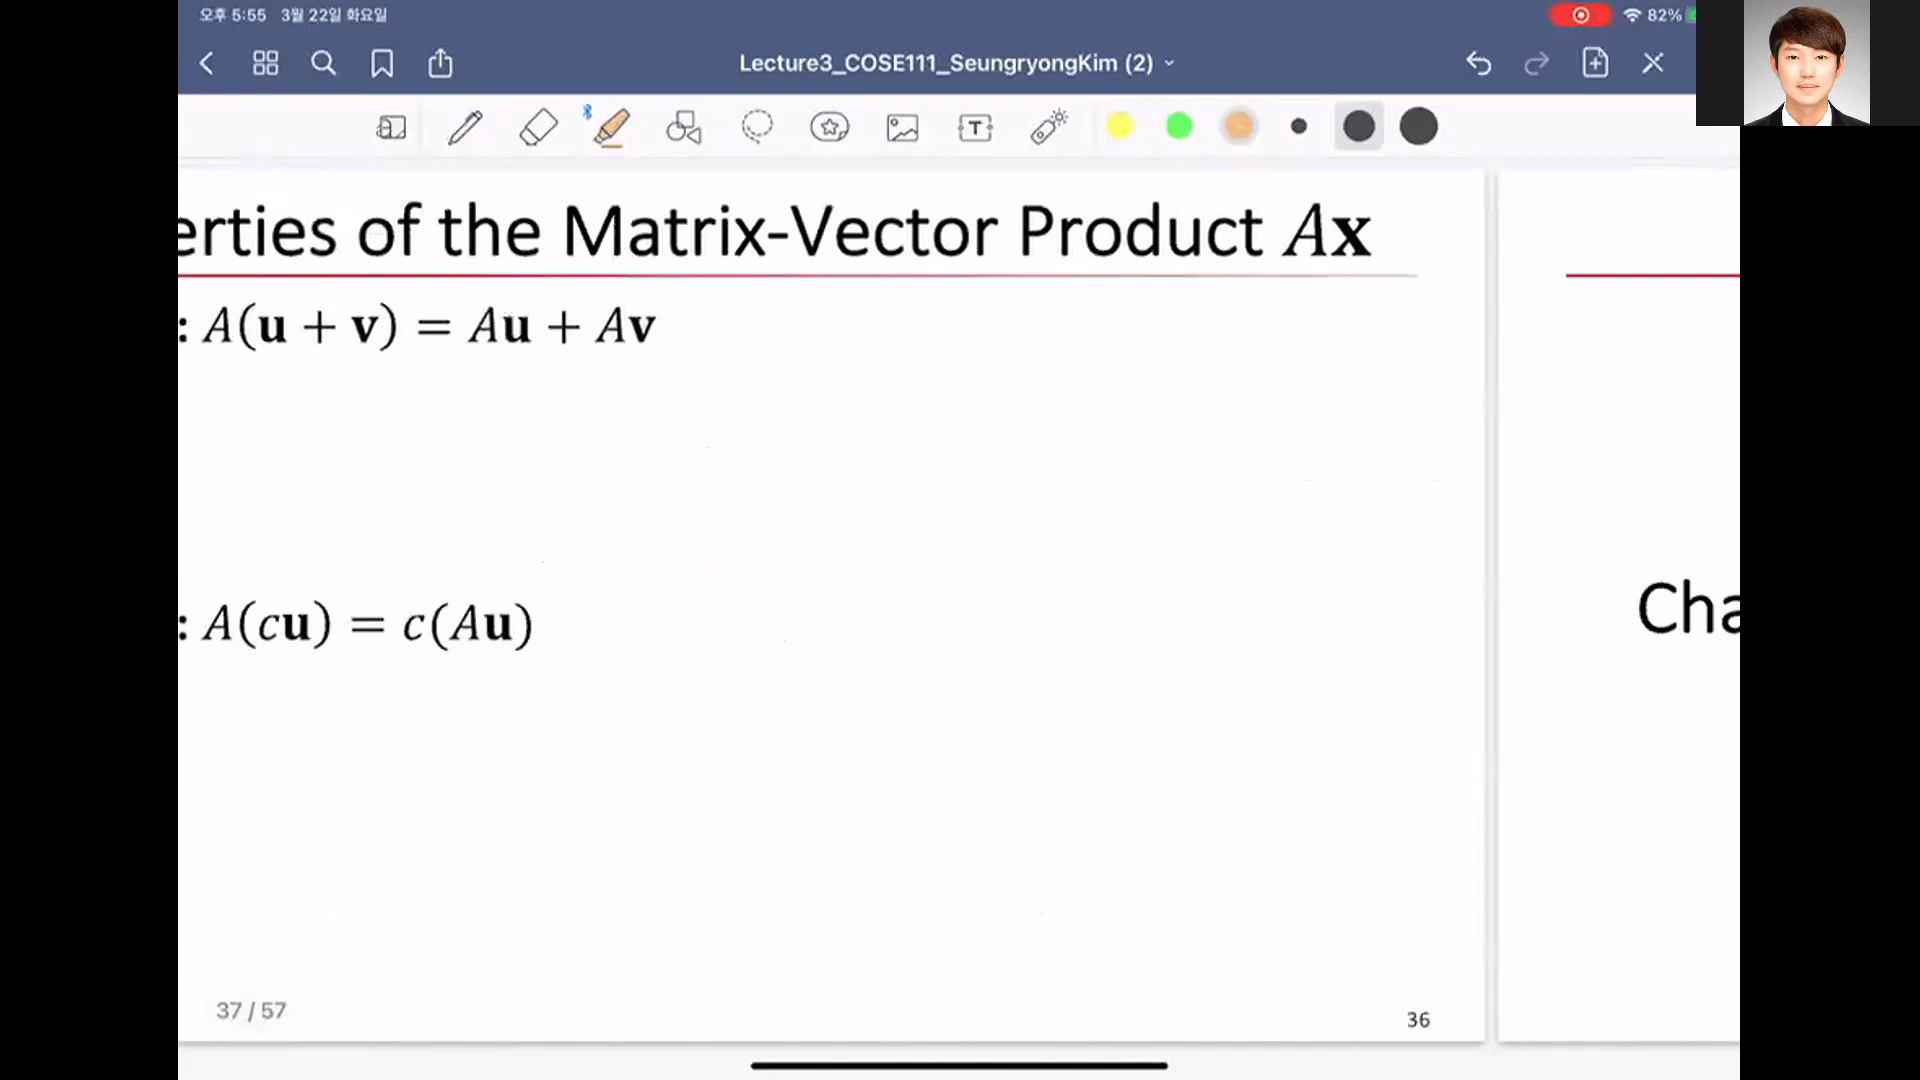 오후 5:55 3월 22일 화요일
82%
Lecture3_COSE111_SeungryongKim (2)
T
erties of the Matrix-Vector Product Ax
: A(u + v) = Au + Av
: A(cu) = c(Au)
Cha
37 / 57
36